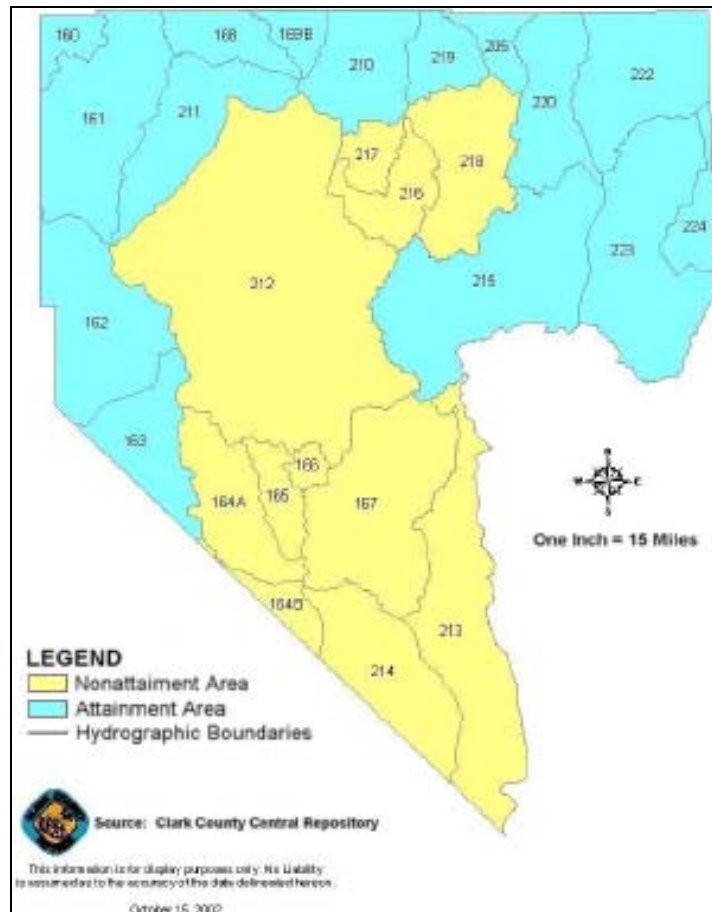 160
168
169B
210
219
205
222
161
211
220
217
218
216
224
223
212
215
162
163
166
165
164A
167
One Inch = 15 Miles
164B
213
214
LEGEND
Nonattaiment Area
Attainment Area
Hydrographic Boundaries
Source: Clark County Central Repository
This information is for display purposes only. No Liability
is assumed as to the accuracy of the data delineated hereon.
October 15, 2002